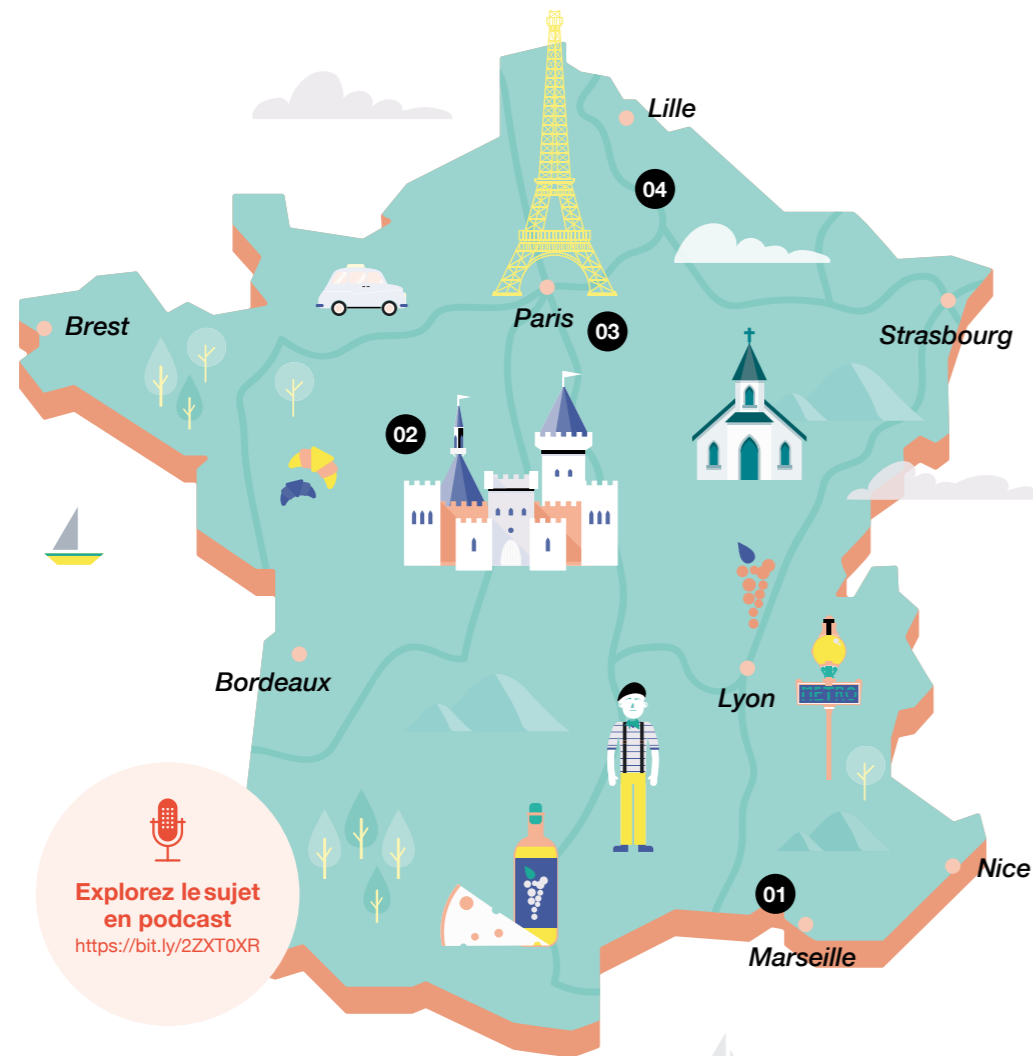 Lille
04
Paris
03
Brest
Strasbourg
02
METRO
Bordeaux
Lyon
Explorez le sujet
en podcast
https://bit.ly/2ZXT0XR
Nice
01
Marseille